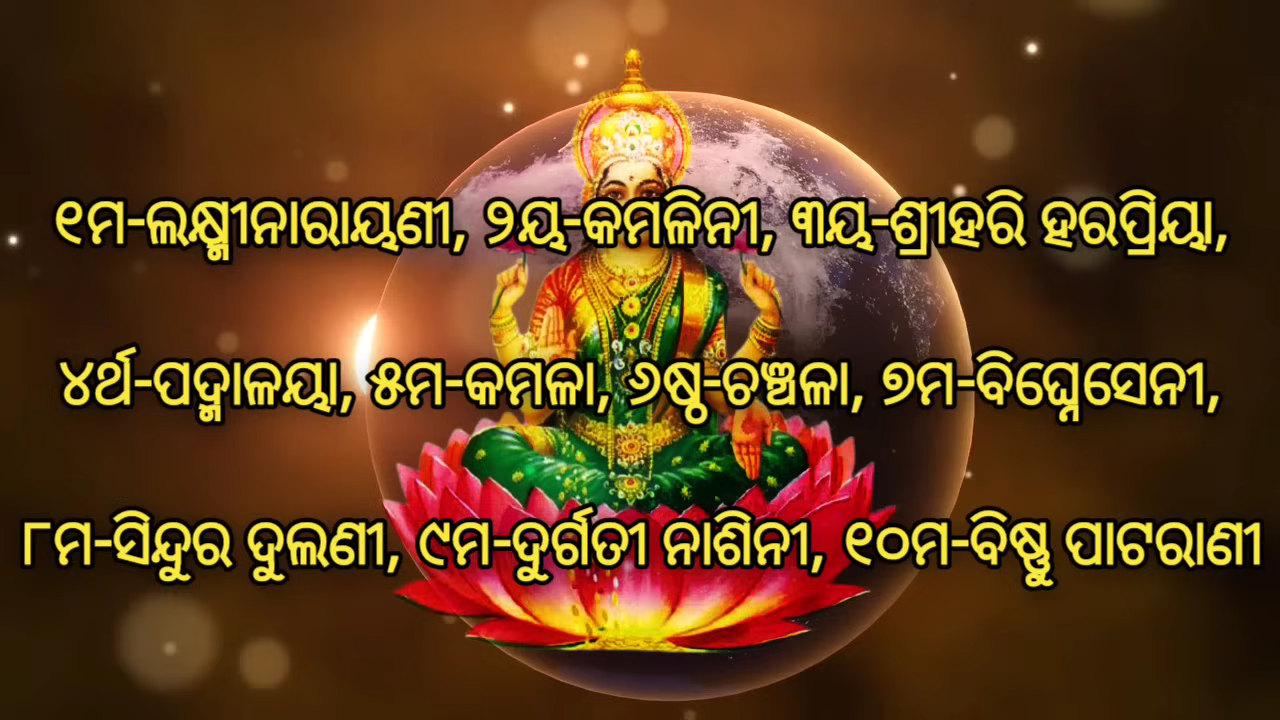 ୧ମ-ଲକ୍ଷ୍ମୀନାରାୟଣୀ, ୨ୟ-କମଳିନୀ, ୩ୟ-ଶ୍ରୀହରି ହରପ୍ରିୟା,
୪ର୍ଥ-ପଦ୍ମାଳୟା, ୫ମ-କମଳା, ୬ଷ୍ଠ-ଚଞ୍ଚଳା, ୭ମ-ବିଘ୍ନେସେନୀ,
୮ମ-ସିନ୍ଦୁର ଦୁଲଣୀ, ୯ମ-ଦୁର୍ଗତୀ ନାଶିନୀ, ୧୦ମ-ବିଷ୍ଣୁ ପାଟରାଣୀ